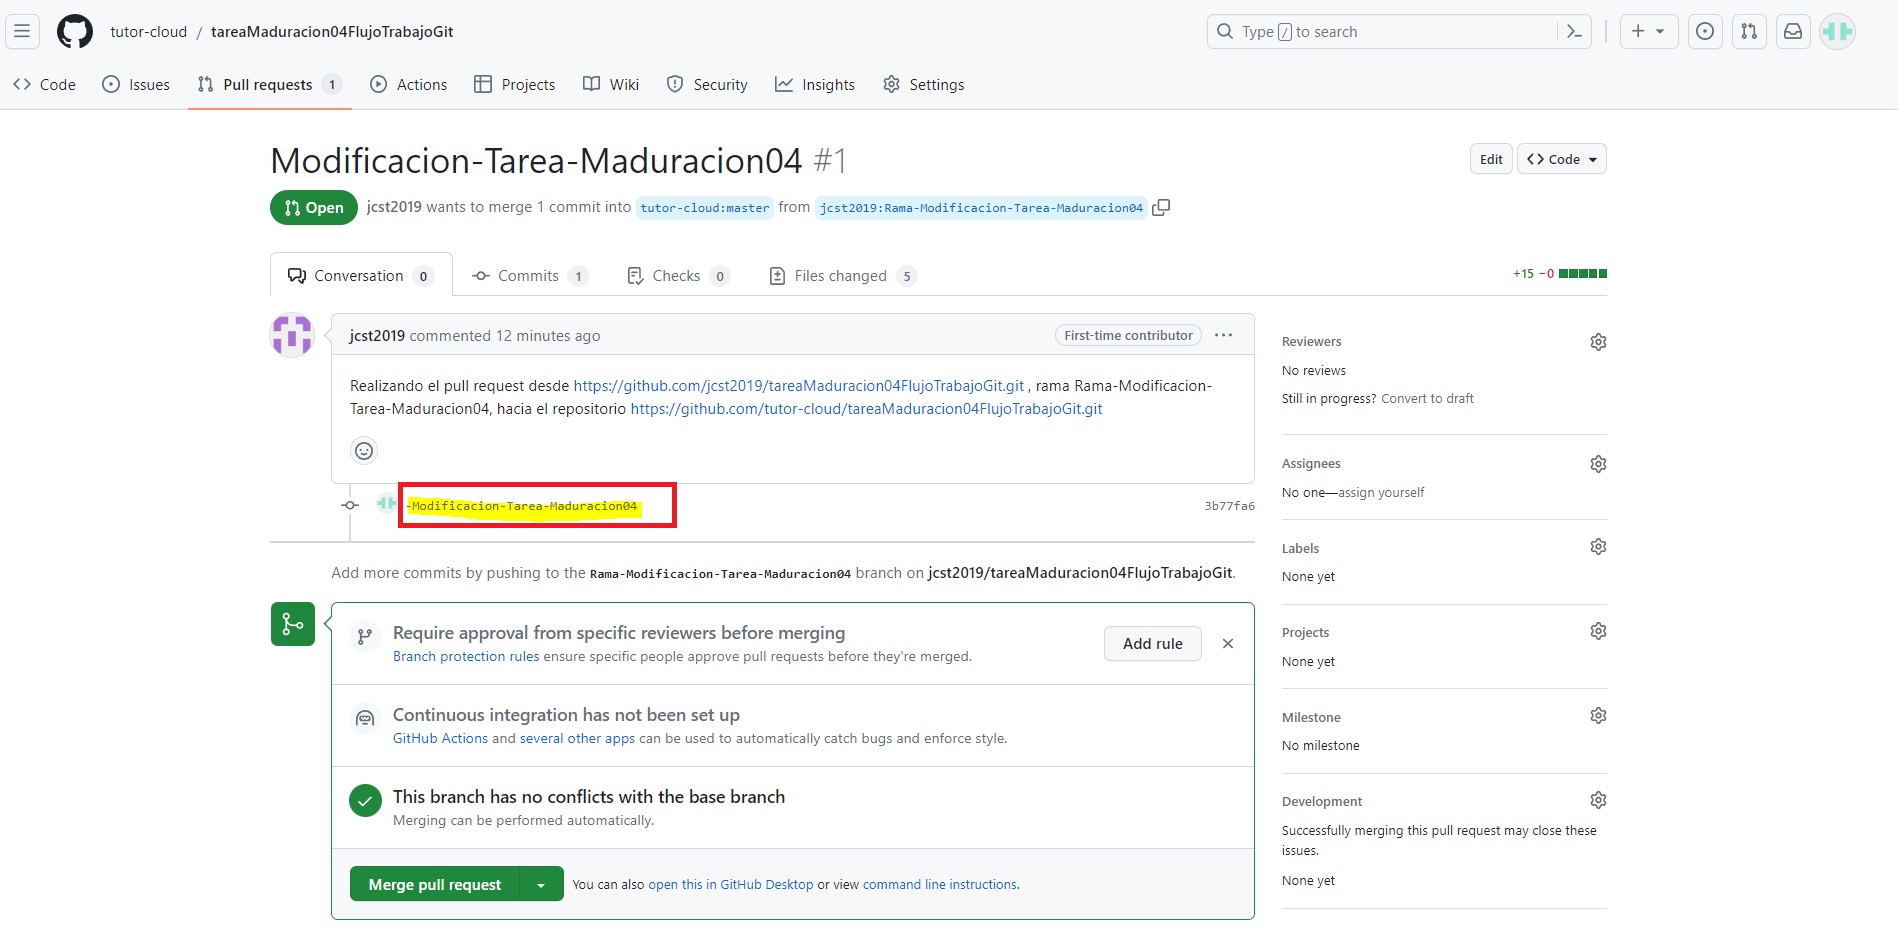 tutor-cloud / tareaMaduracion04FlujoTrabajoGit
Type / to search
Code
Issues
Pull requests 1
Actions
Projects
Wiki
Security
Insights
Settings
Modificacion-Tarea-Maduracion04 #1
Edit
Code
Open
jcst2019 wants to merge 1 commit into tutor-cloud:master from jcst2019:Rama-Modificacion-Tarea-Maduracion04
Conversation 0
Commits 1
Checks 0
Files changed 5
+15 −0
jcst2019 commented 12 minutes ago
First-time contributor
Realizando el pull request desde https://github.com/jcst2019/tareaMaduracion04FlujoTrabajoGit.git , rama Rama-Modificacion-
Tarea-Maduracion04, hacia el repositorio https://github.com/tutor-cloud/tareaMaduracion04FlujoTrabajoGit.git
-Modificacion-Tarea-Maduracion04
3b77fa6
Add more commits by pushing to the Rama-Modificacion-Tarea-Maduracion04 branch on jcst2019/tareaMaduracion04FlujoTrabajoGit.
Require approval from specific reviewers before merging
Branch protection rules ensure specific people approve pull requests before they're merged.
Add rule
Continuous integration has not been set up
GitHub Actions and several other apps can be used to automatically catch bugs and enforce style.
This branch has no conflicts with the base branch
Merging can be performed automatically.
Merge pull request
You can also open this in GitHub Desktop or view command line instructions.
Reviewers
No reviews
Still in progress? Convert to draft
Assignees
No one—assign yourself
Labels
None yet
Projects
None yet
Milestone
No milestone
Development
Successfully merging this pull request may close these
issues.
None yet